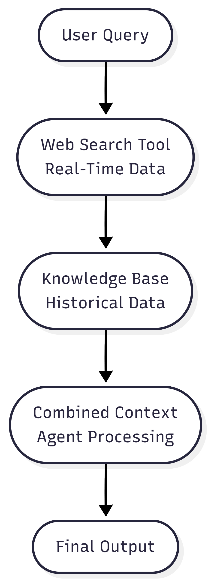 User Query
Web Search Tool
Real-Time Data
Knowledge Base
Historical Data
Combined Context
Agent Processing
Final Output